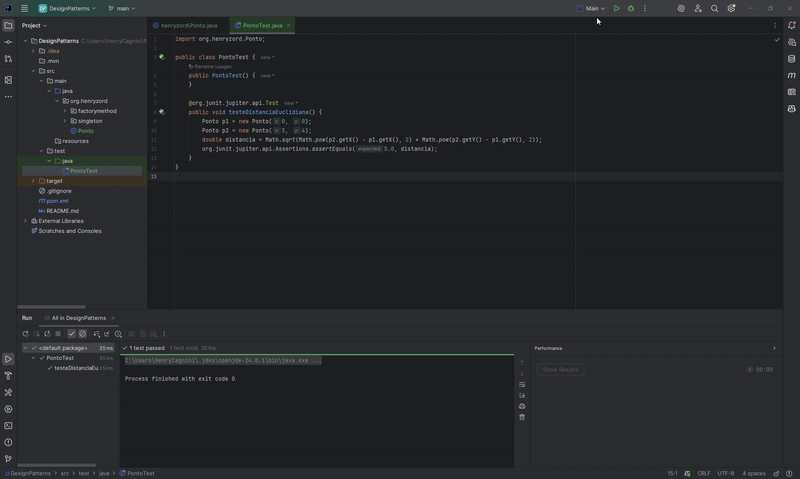 DesignPatterns
main
Main
Project
henryzord\Ponto.java
PontoTest.java
DesignPatterns C:\Users\HenryCagnini\
.idea
.mvn
src
main
java
org.henryzord
factorymethod
singleton
Ponto
resources
test
java
PontoTest
target
.gitignore
pom.xml
README.md
External Libraries
Scratches and Consoles
1 import org.henryzord.Ponto;
3 public class PontoTest { new *
Rename usages
4 public PontoTest() { new *
5 }
7 @org.junit.jupiter.api.Test new *
8 public void testeDistanciaEuclidiana() {
9 Ponto p1 = new Ponto( x: 0, y: 0);
10 Ponto p2 = new Ponto( x: 3, y: 4);
11 double distancia = Math.sqrt(Math.pow(p2.getX() - p1.getX(), 2) + Math.pow(p2.getY() - p1.getY(), 2));
12 org.junit.jupiter.api.Assertions.assertEquals( expected: 5.0, distancia);
13 }
14 }
15
Run
All in DesignPatterns
<default package> 35 ms
PontoTest 35 ms
testeDistanciaEu 35 ms
1 test passed 1 test total, 35 ms
C:\Users\HenryCagnini\.jdks\openjdk-24.0.1\bin\java.exe ...
Process finished with exit code 0
Performance
Show Results
00:00
DesignPatterns > src > test > java > PontoTest
15:1
CRLF
UTF-8
4 spaces